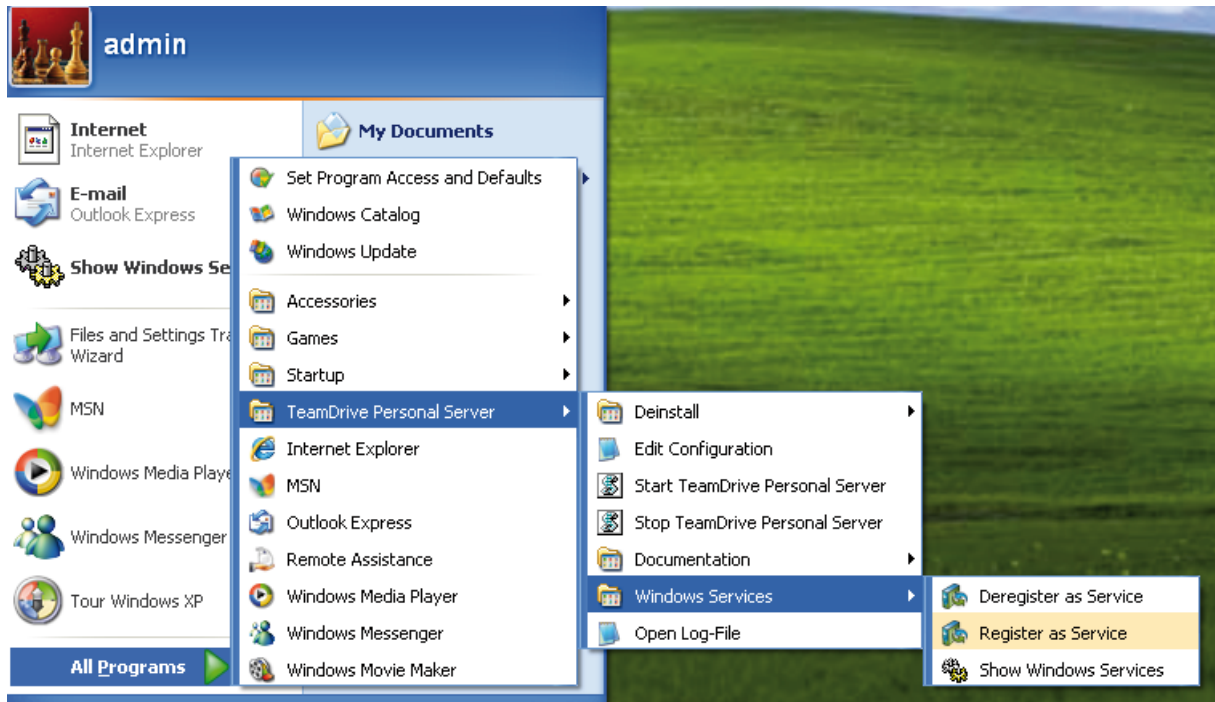 admin
Internet
Internet Explorer
E-mail
Outlook Express
Show Windows Se
Files and Settings Tra
Wizard
MSN
Windows Media Playe
Windows Messenger
Tour Windows XP
All Programs
My Documents
Set Program Access and Defaults
Windows Catalog
Windows Update
Accessories
Games
Startup
TeamDrive Personal Server
Internet Explorer
MSN
Outlook Express
Remote Assistance
Windows Media Player
Windows Messenger
Windows Movie Maker
Deinstall
Edit Configuration
Start TeamDrive Personal Server
Stop TeamDrive Personal Server
Documentation
Windows Services
Open Log-File
Deregister as Service
Register as Service
Show Windows Services